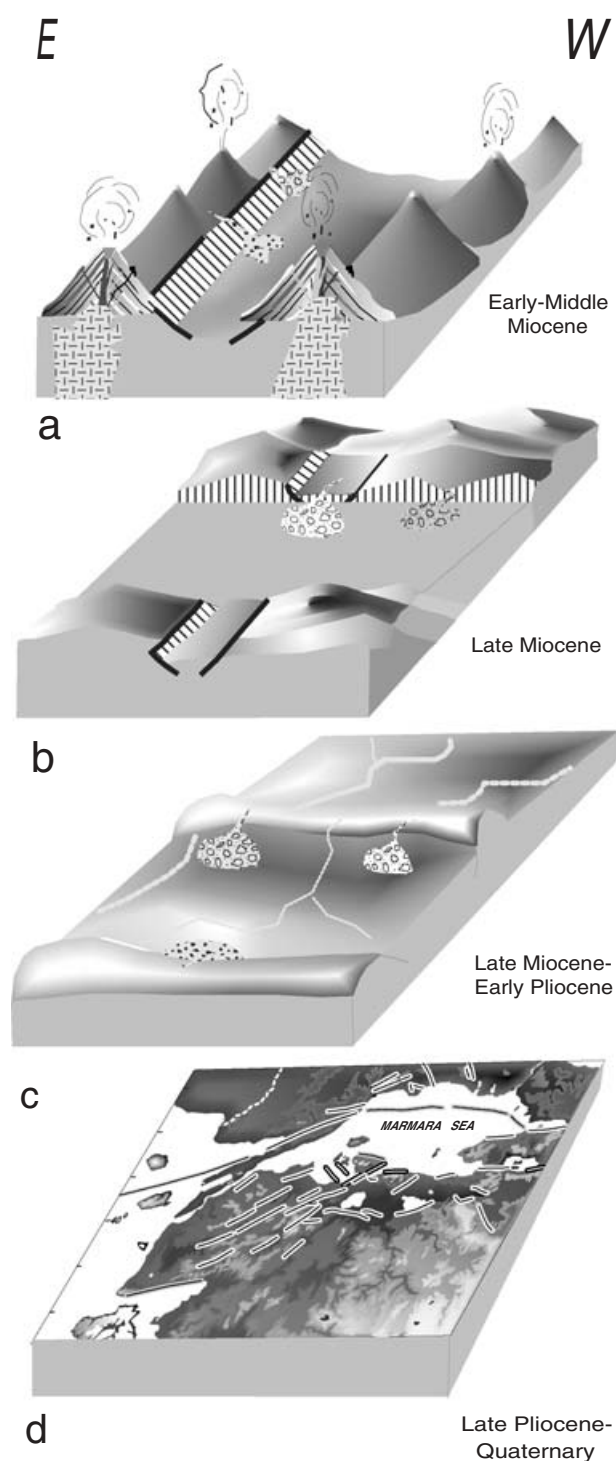 E W
Early-Middle
Miocene
a
Late Miocene
b
Late Miocene-
Early Pliocene
c
MARMARA SEA
d
Late Pliocene-
Quaternary